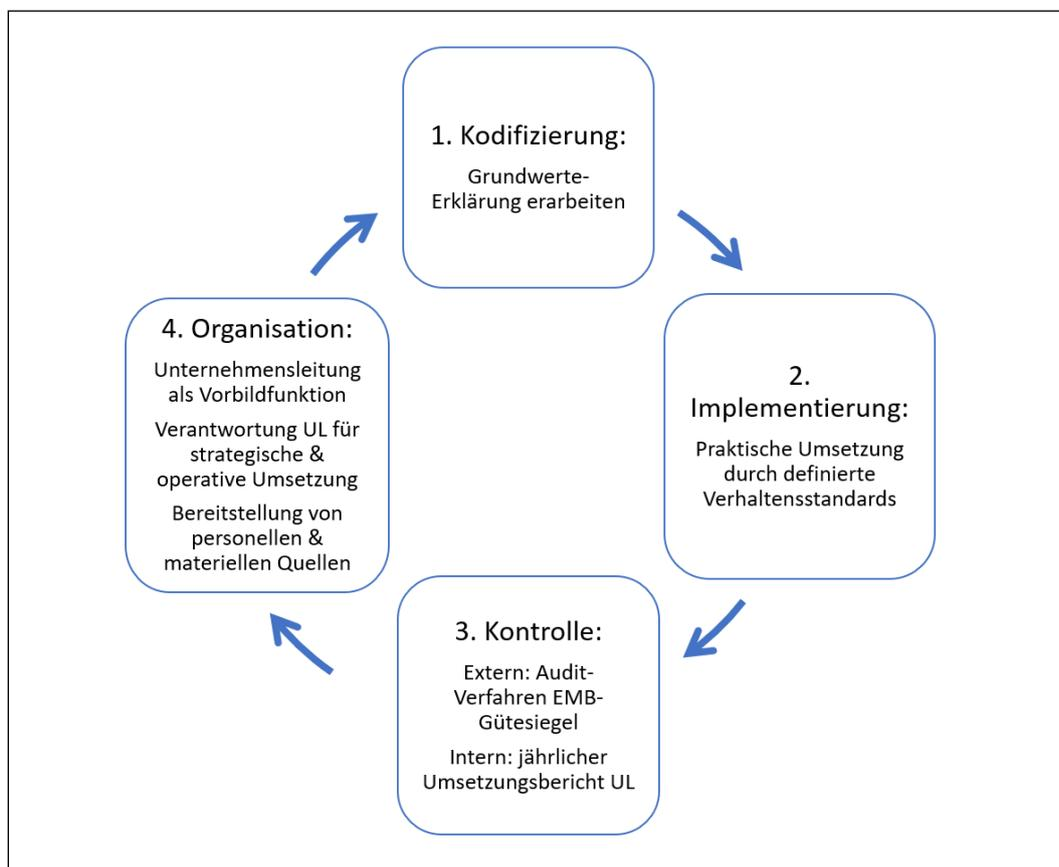 1. Kodifizierung:
Grundwerte-
Erklärung erarbeiten
2.
Implementierung:
Praktische Umsetzung
durch definierte
Verhaltensstandards
3. Kontrolle:
Extern: Audit-
Verfahren EMB-
Gütesiegel
Intern: jährlicher
Umsetzungsbericht UL
4. Organisation:
Unternehmensleitung
als Vorbildfunktion
Verantwortung UL für
strategische &
operative Umsetzung
Bereitstellung von
personellen &
materiellen Quellen